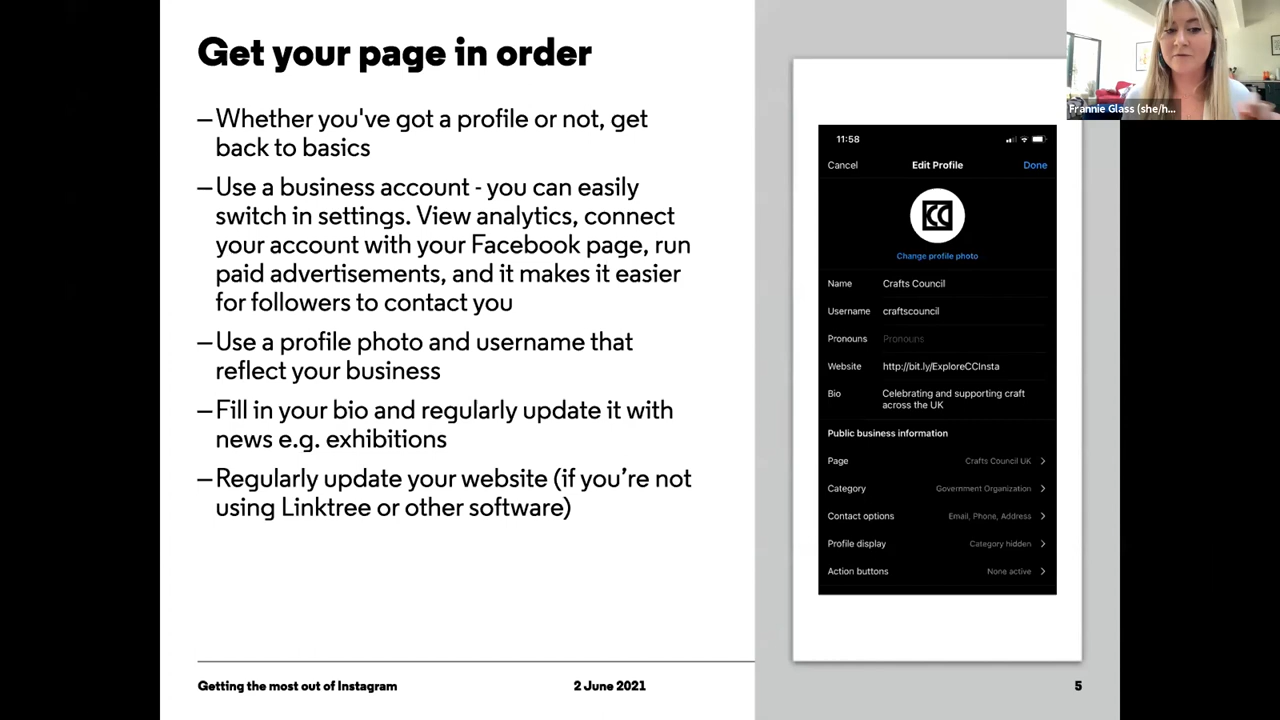 Get your page in order
–Whether you've got a profile or not, get
back to basics
–Use a business account - you can easily
switch in settings. View analytics, connect
your account with your Facebook page, run
paid advertisements, and it makes it easier
for followers to contact you
–Use a profile photo and username that
reflect your business
–Fill in your bio and regularly update it with
news e.g. exhibitions
–Regularly update your website (if you’re not
using Linktree or other software)
Getting the most out of Instagram
2 June 2021
5
Frannie Glass (she/h...
11:58
Cancel
Edit Profile
Done
CC
Change profile photo
Name Crafts Council
Username craftscouncil
Pronouns Pronouns
Website http://bit.ly/ExploreCCInsta
Bio Celebrating and supporting craft
across the UK
Public business information
Page Crafts Council UK
Category Government Organization
Contact options Email, Phone, Address
Profile display Category hidden
Action buttons None active